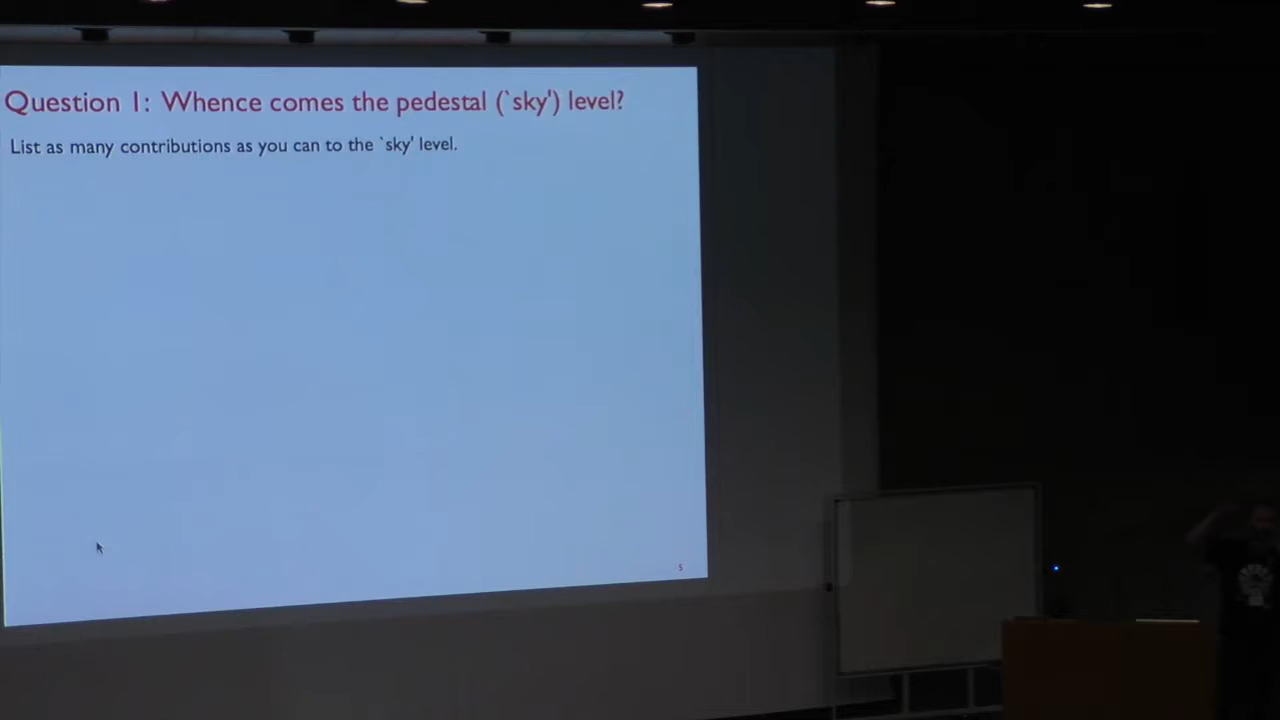 Question 1: Whence comes the pedestal (`sky') level?
List as many contributions as you can to the `sky' level.
5